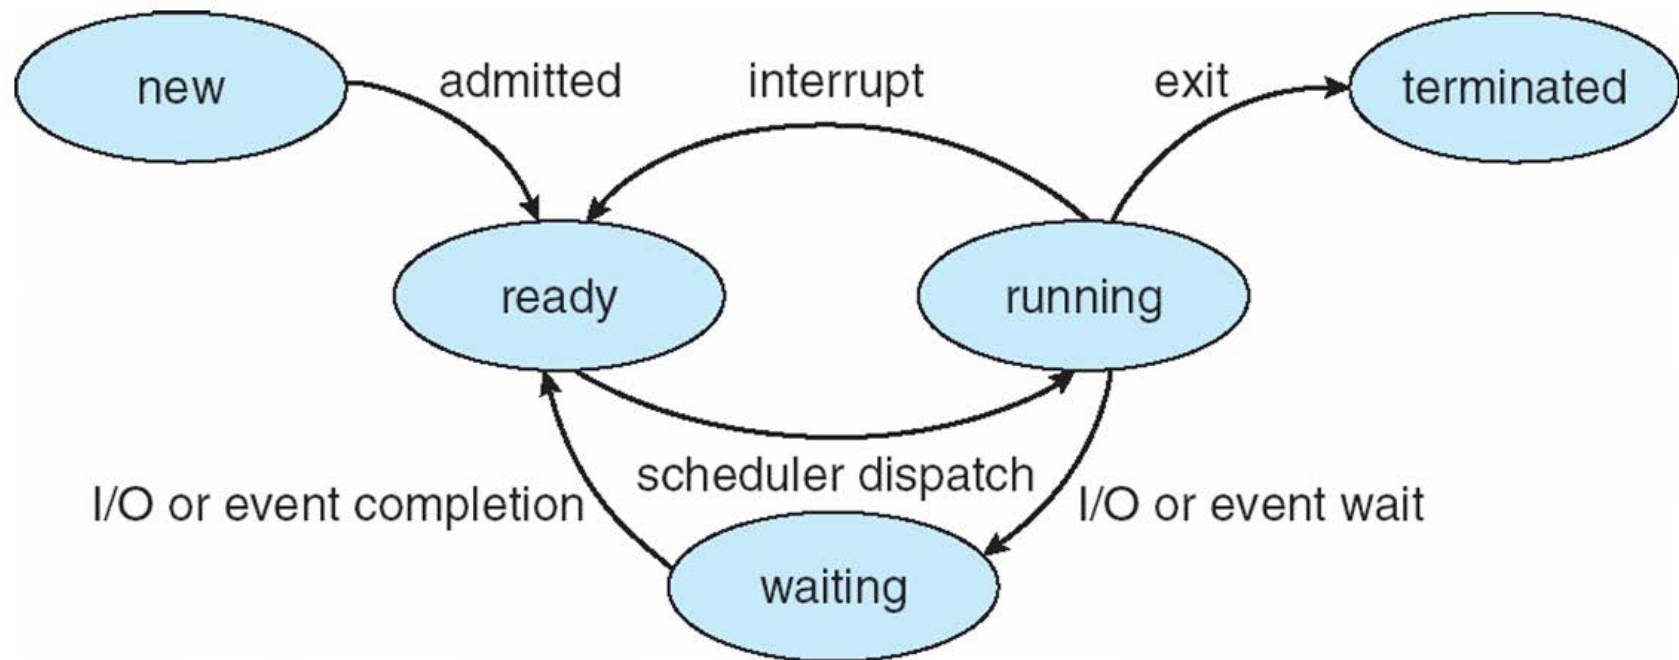 new
admitted
interrupt
exit
terminated
ready
running
scheduler dispatch
I/O or event completion
I/O or event wait
waiting